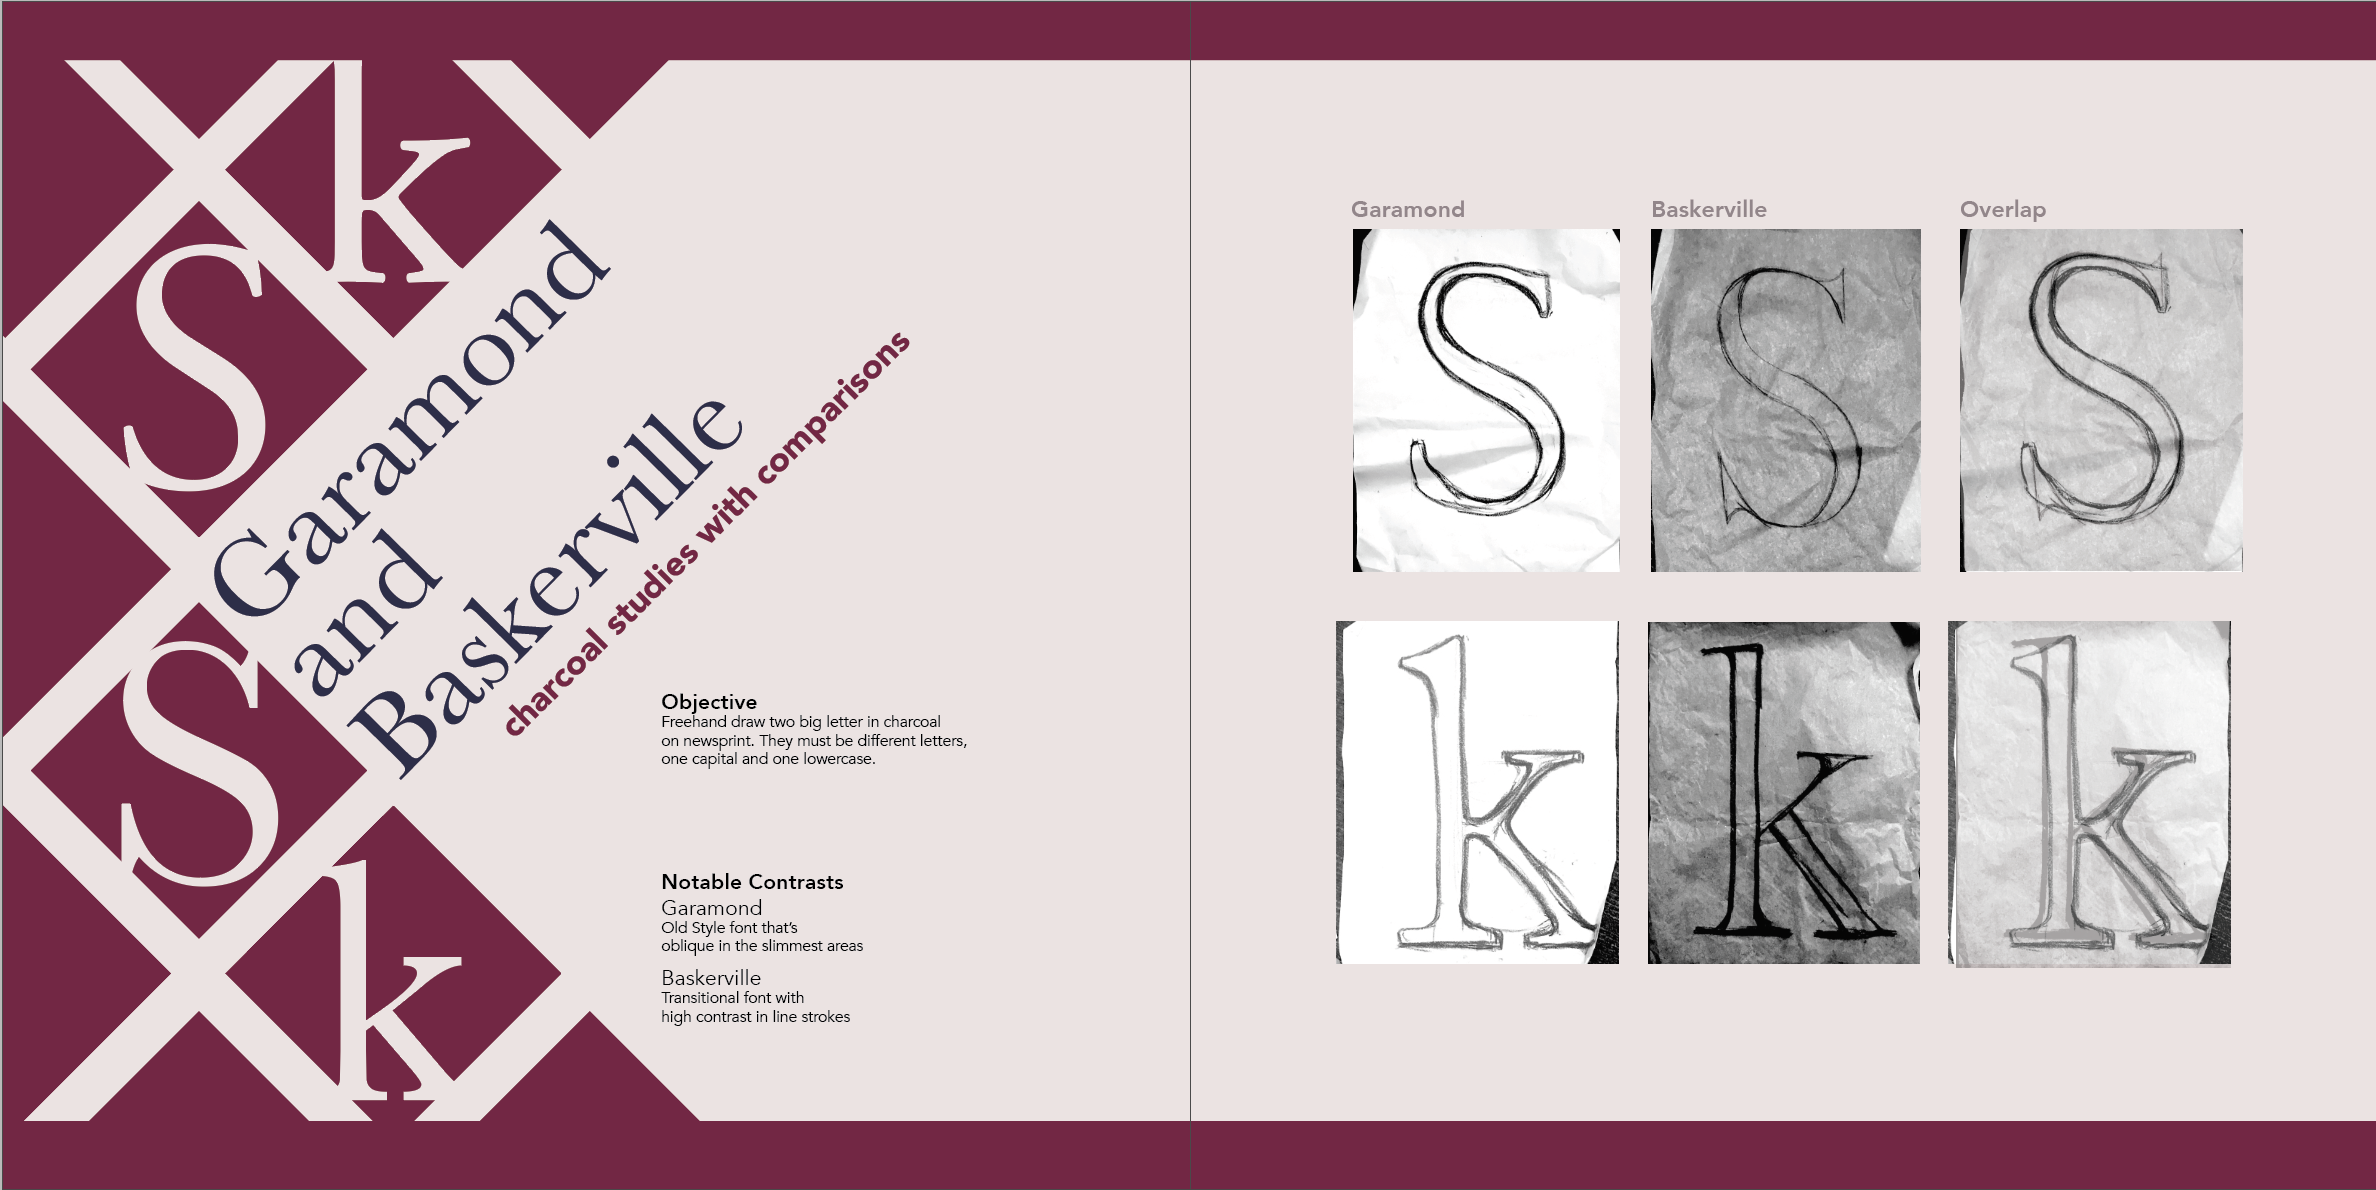 k
S
Garamond
and
Baskerville
charcoal studies with comparisons
S
k
Objective
Freehand draw two big letter in charcoal
on newsprint. They must be different letters,
one capital and one lowercase.
Notable Contrasts
Garamond
Old Style font that's
oblique in the slimmest areas
Baskerville
Transitional font with
high contrast in line strokes
Garamond
Baskerville
Overlap
S
S
S
k
k
k